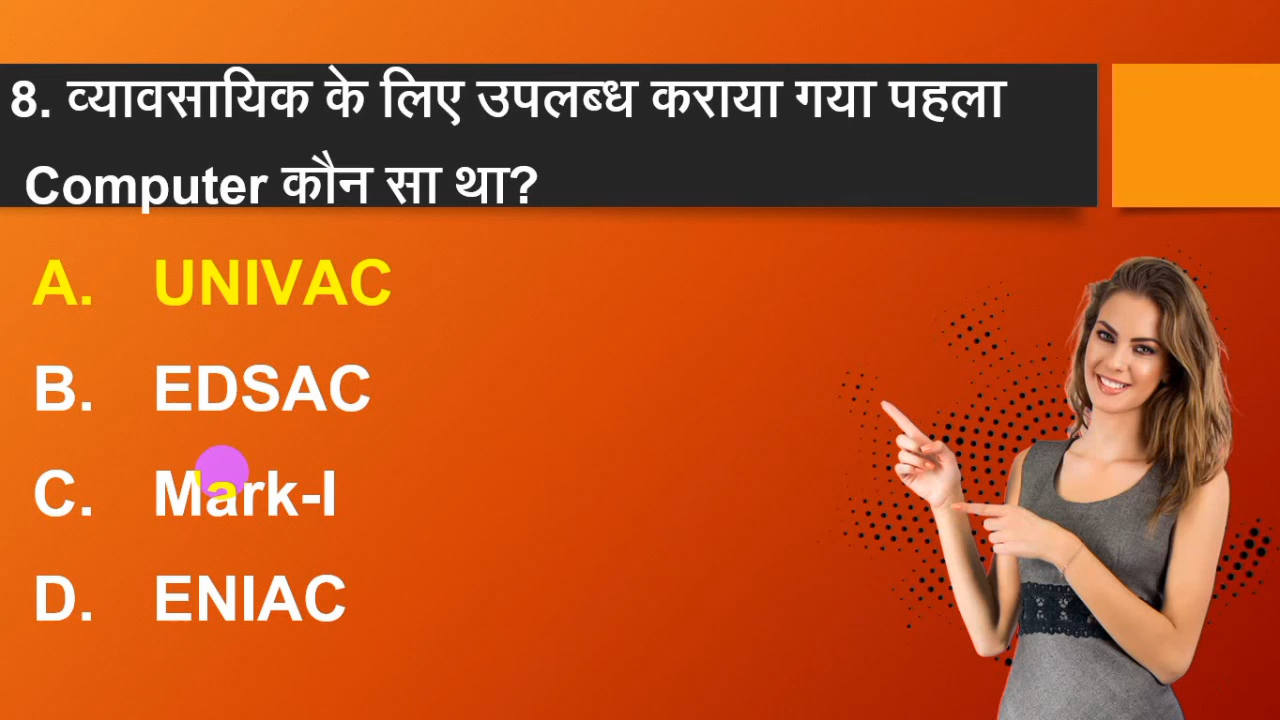 8. व्यावसायिक के लिए उपलब्ध कराया गया पहला
Computer कौन सा था?
A. UNIVAC
B. EDSAC
C. Mark-I
D. ENIAC